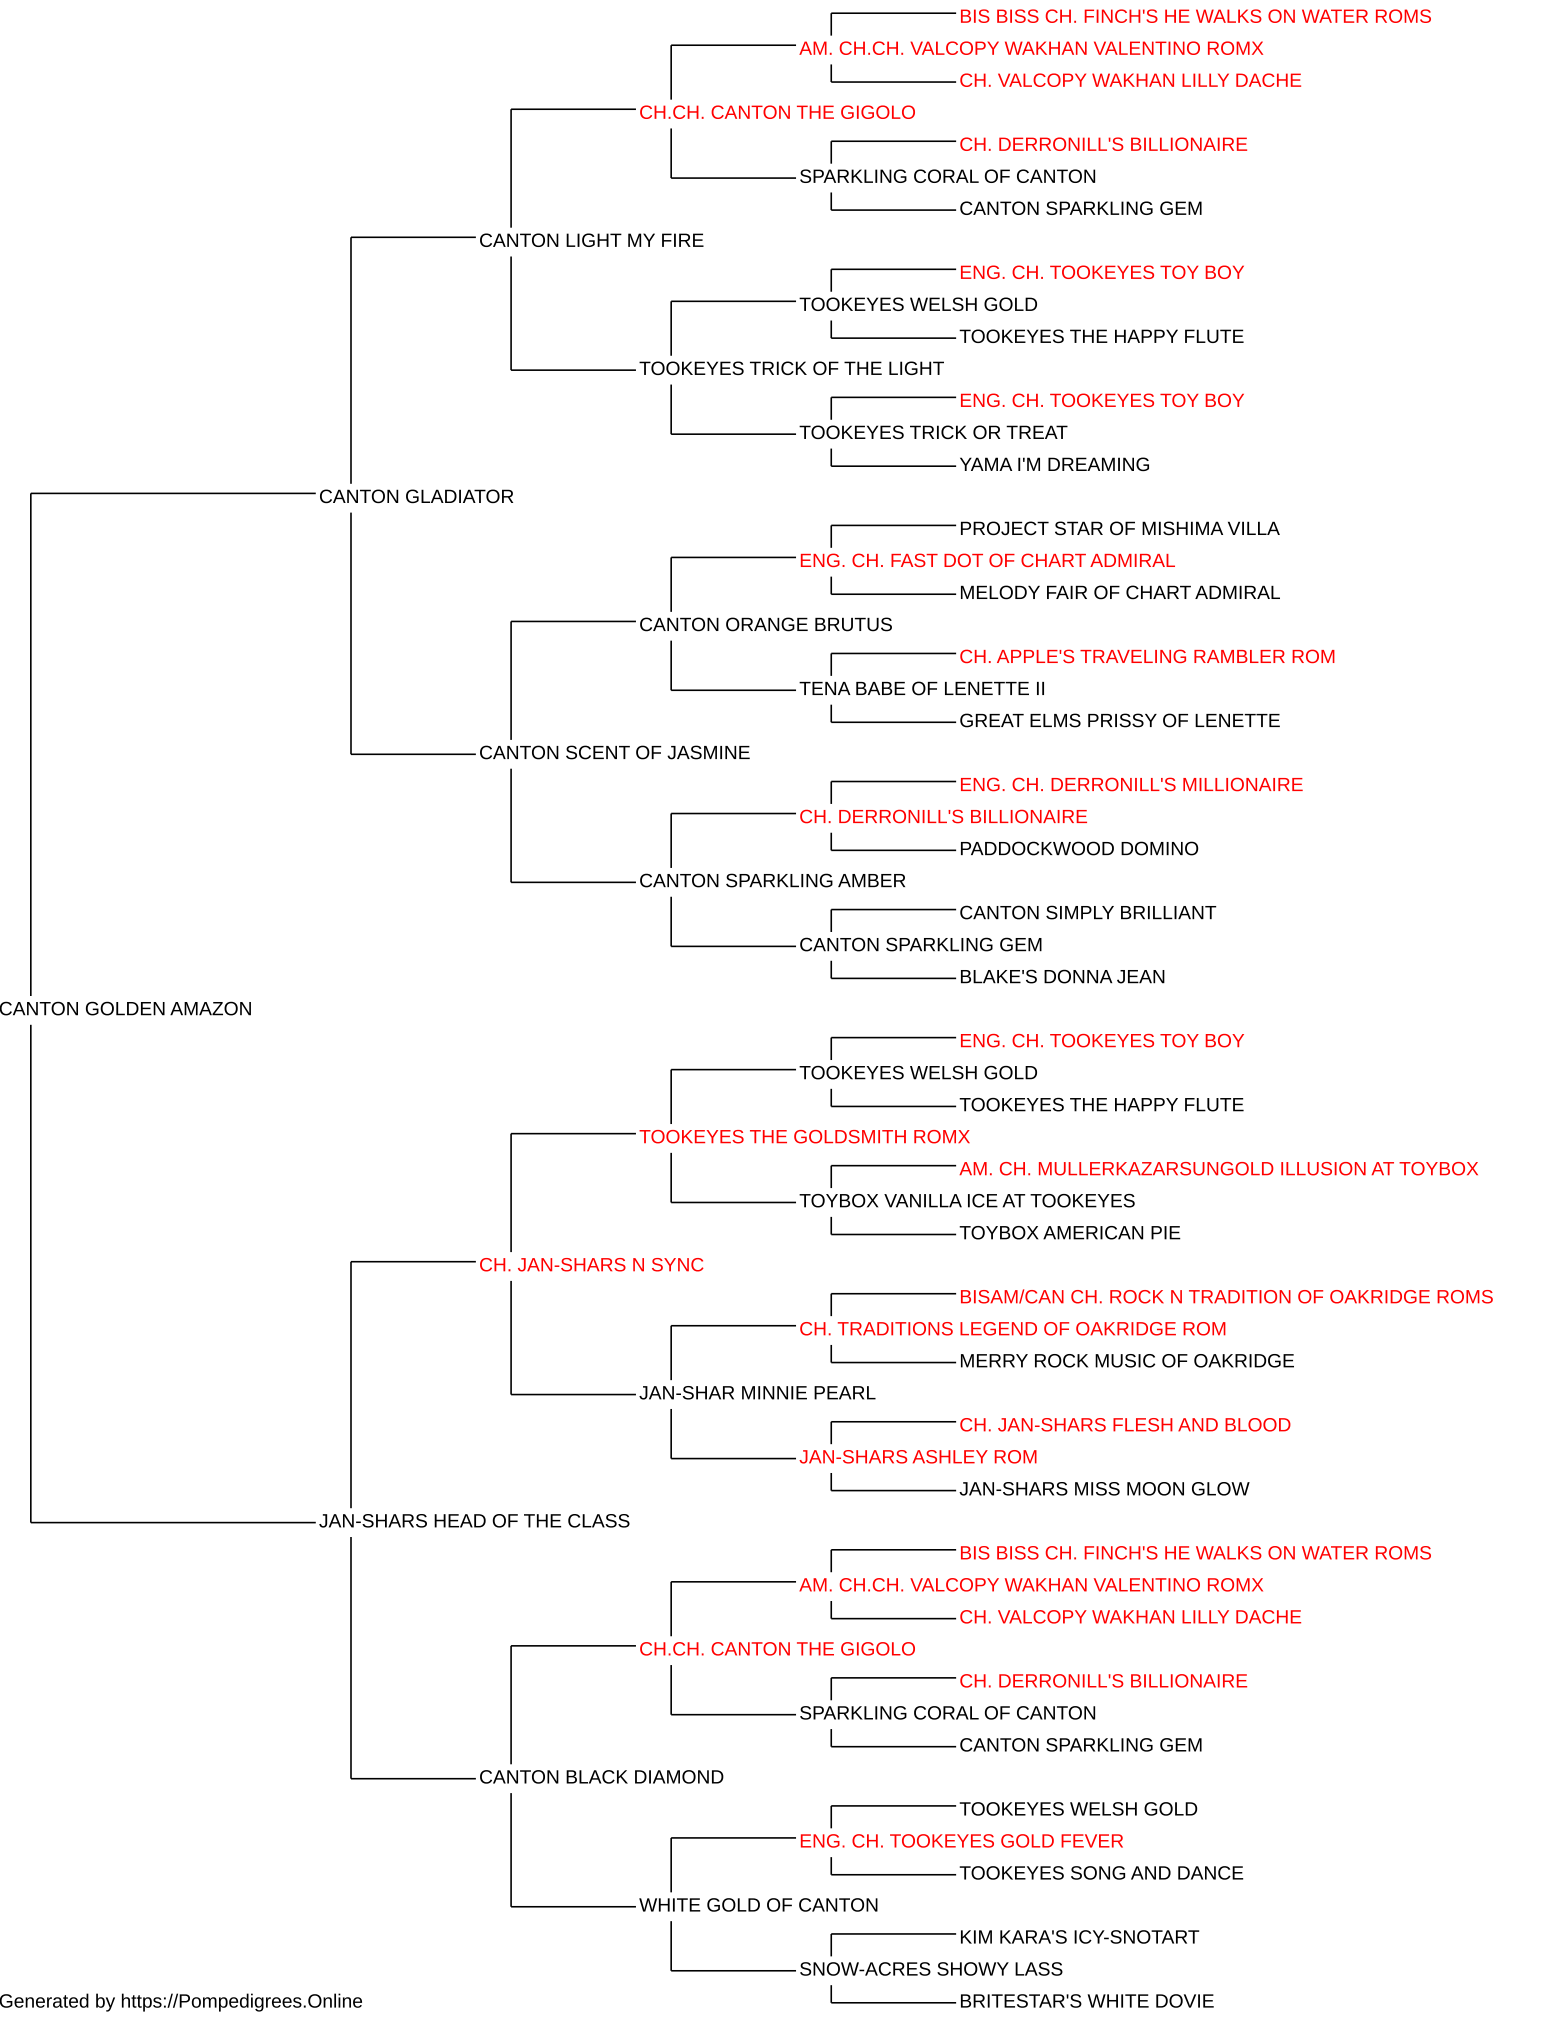 BIS BISS CH. FINCH'S HE WALKS ON WATER ROMS
AM. CH.CH. VALCOPY WAKHAN VALENTINO ROMX
CH. VALCOPY WAKHAN LILLY DACHE
CH.CH. CANTON THE GIGOLO
CH. DERRONILL'S BILLIONAIRE
SPARKLING CORAL OF CANTON
CANTON SPARKLING GEM
CANTON LIGHT MY FIRE
ENG. CH. TOOKEYES TOY BOY
TOOKEYES WELSH GOLD
TOOKEYES THE HAPPY FLUTE
TOOKEYES TRICK OF THE LIGHT
ENG. CH. TOOKEYES TOY BOY
TOOKEYES TRICK OR TREAT
YAMA I'M DREAMING
CANTON GLADIATOR
PROJECT STAR OF MISHIMA VILLA
ENG. CH. FAST DOT OF CHART ADMIRAL
MELODY FAIR OF CHART ADMIRAL
CANTON ORANGE BRUTUS
CH. APPLE'S TRAVELING RAMBLER ROM
TENA BABE OF LENETTE II
GREAT ELMS PRISSY OF LENETTE
CANTON SCENT OF JASMINE
ENG. CH. DERRONILL'S MILLIONAIRE
CH. DERRONILL'S BILLIONAIRE
PADDOCKWOOD DOMINO
CANTON SPARKLING AMBER
CANTON SIMPLY BRILLIANT
CANTON SPARKLING GEM
BLAKE'S DONNA JEAN
CANTON GOLDEN AMAZON
ENG. CH. TOOKEYES TOY BOY
TOOKEYES WELSH GOLD
TOOKEYES THE HAPPY FLUTE
TOOKEYES THE GOLDSMITH ROMX
AM. CH. MULLERKAZARSUNGOLD ILLUSION AT TOYBOX
TOYBOX VANILLA ICE AT TOOKEYES
TOYBOX AMERICAN PIE
CH. JAN-SHARS N SYNC
BISAM/CAN CH. ROCK N TRADITION OF OAKRIDGE ROMS
CH. TRADITIONS LEGEND OF OAKRIDGE ROM
MERRY ROCK MUSIC OF OAKRIDGE
JAN-SHAR MINNIE PEARL
CH. JAN-SHARS FLESH AND BLOOD
JAN-SHARS ASHLEY ROM
JAN-SHARS MISS MOON GLOW
JAN-SHARS HEAD OF THE CLASS
BIS BISS CH. FINCH'S HE WALKS ON WATER ROMS
AM. CH.CH. VALCOPY WAKHAN VALENTINO ROMX
CH. VALCOPY WAKHAN LILLY DACHE
CH.CH. CANTON THE GIGOLO
CH. DERRONILL'S BILLIONAIRE
SPARKLING CORAL OF CANTON
CANTON SPARKLING GEM
CANTON BLACK DIAMOND
TOOKEYES WELSH GOLD
ENG. CH. TOOKEYES GOLD FEVER
TOOKEYES SONG AND DANCE
WHITE GOLD OF CANTON
KIM KARA'S ICY-SNOTART
SNOW-ACRES SHOWY LASS
BRITESTAR'S WHITE DOVIE
Generated by https://Pompedigrees.Online